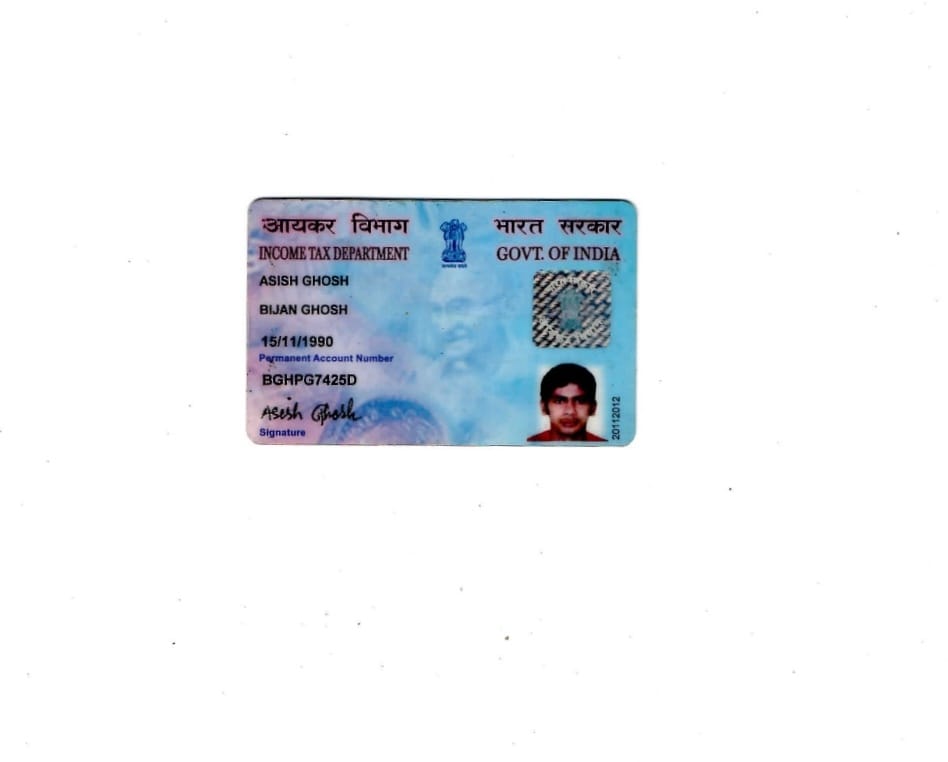 आयकर विभाग
INCOME TAX DEPARTMENT
भारत सरकार
GOVT. OF INDIA
ASISH GHOSH
BIJAN GHOSH
15/11/1990
Permanent Account Number
BGHPG7425D
Asish Ghosh
Signature
20112012